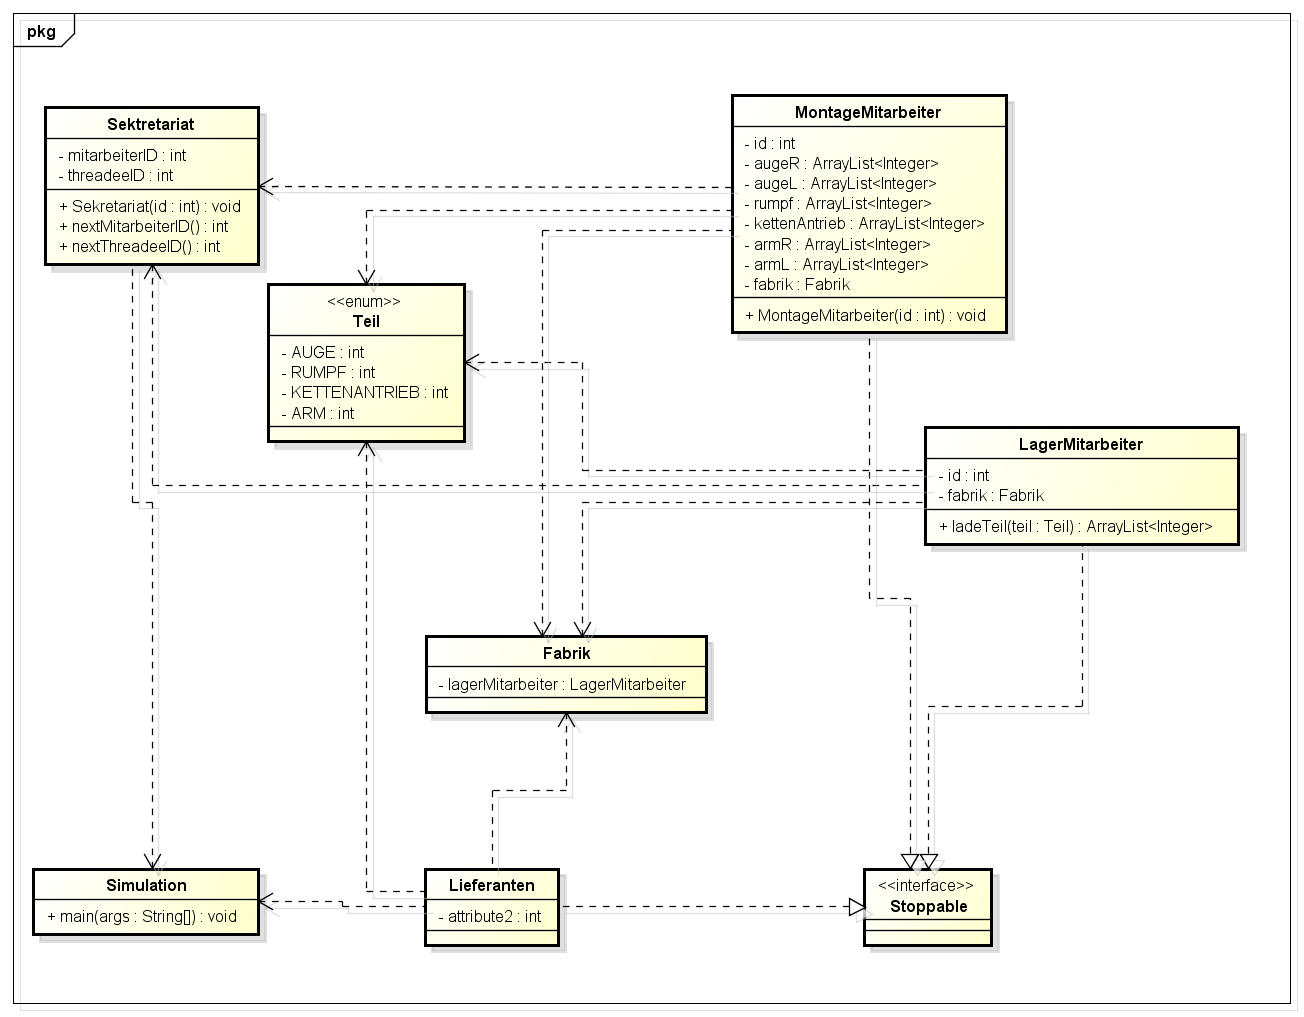 pkg
Sektretariat
- mitarbeiterID : int
- threadeeID : int
+ Sekretariat(id : int) : void
+ nextMitarbeiterID() : int
+ nextThreadeeID() : int
MontageMitarbeiter
- id : int
- augeR : ArrayList<Integer>
- augeL : ArrayList<Integer>
- rumpf : ArrayList<Integer>
- kettenAntrieb : ArrayList<Integer>
- armR : ArrayList<Integer>
- armL : ArrayList<Integer>
- fabrik : Fabrik
+ MontageMitarbeiter(id : int) : void
<<enum>>
Teil
- AUGE : int
- RUMPF : int
- KETTENANTRIEB : int
- ARM : int
LagerMitarbeiter
- id : int
- fabrik : Fabrik
+ ladeTeil(teil : Teil) : ArrayList<Integer>
Fabrik
- lagerMitarbeiter : LagerMitarbeiter
Simulation
+ main(args : String[]) : void
Lieferanten
- attribute2 : int
<<interface>>
Stoppable